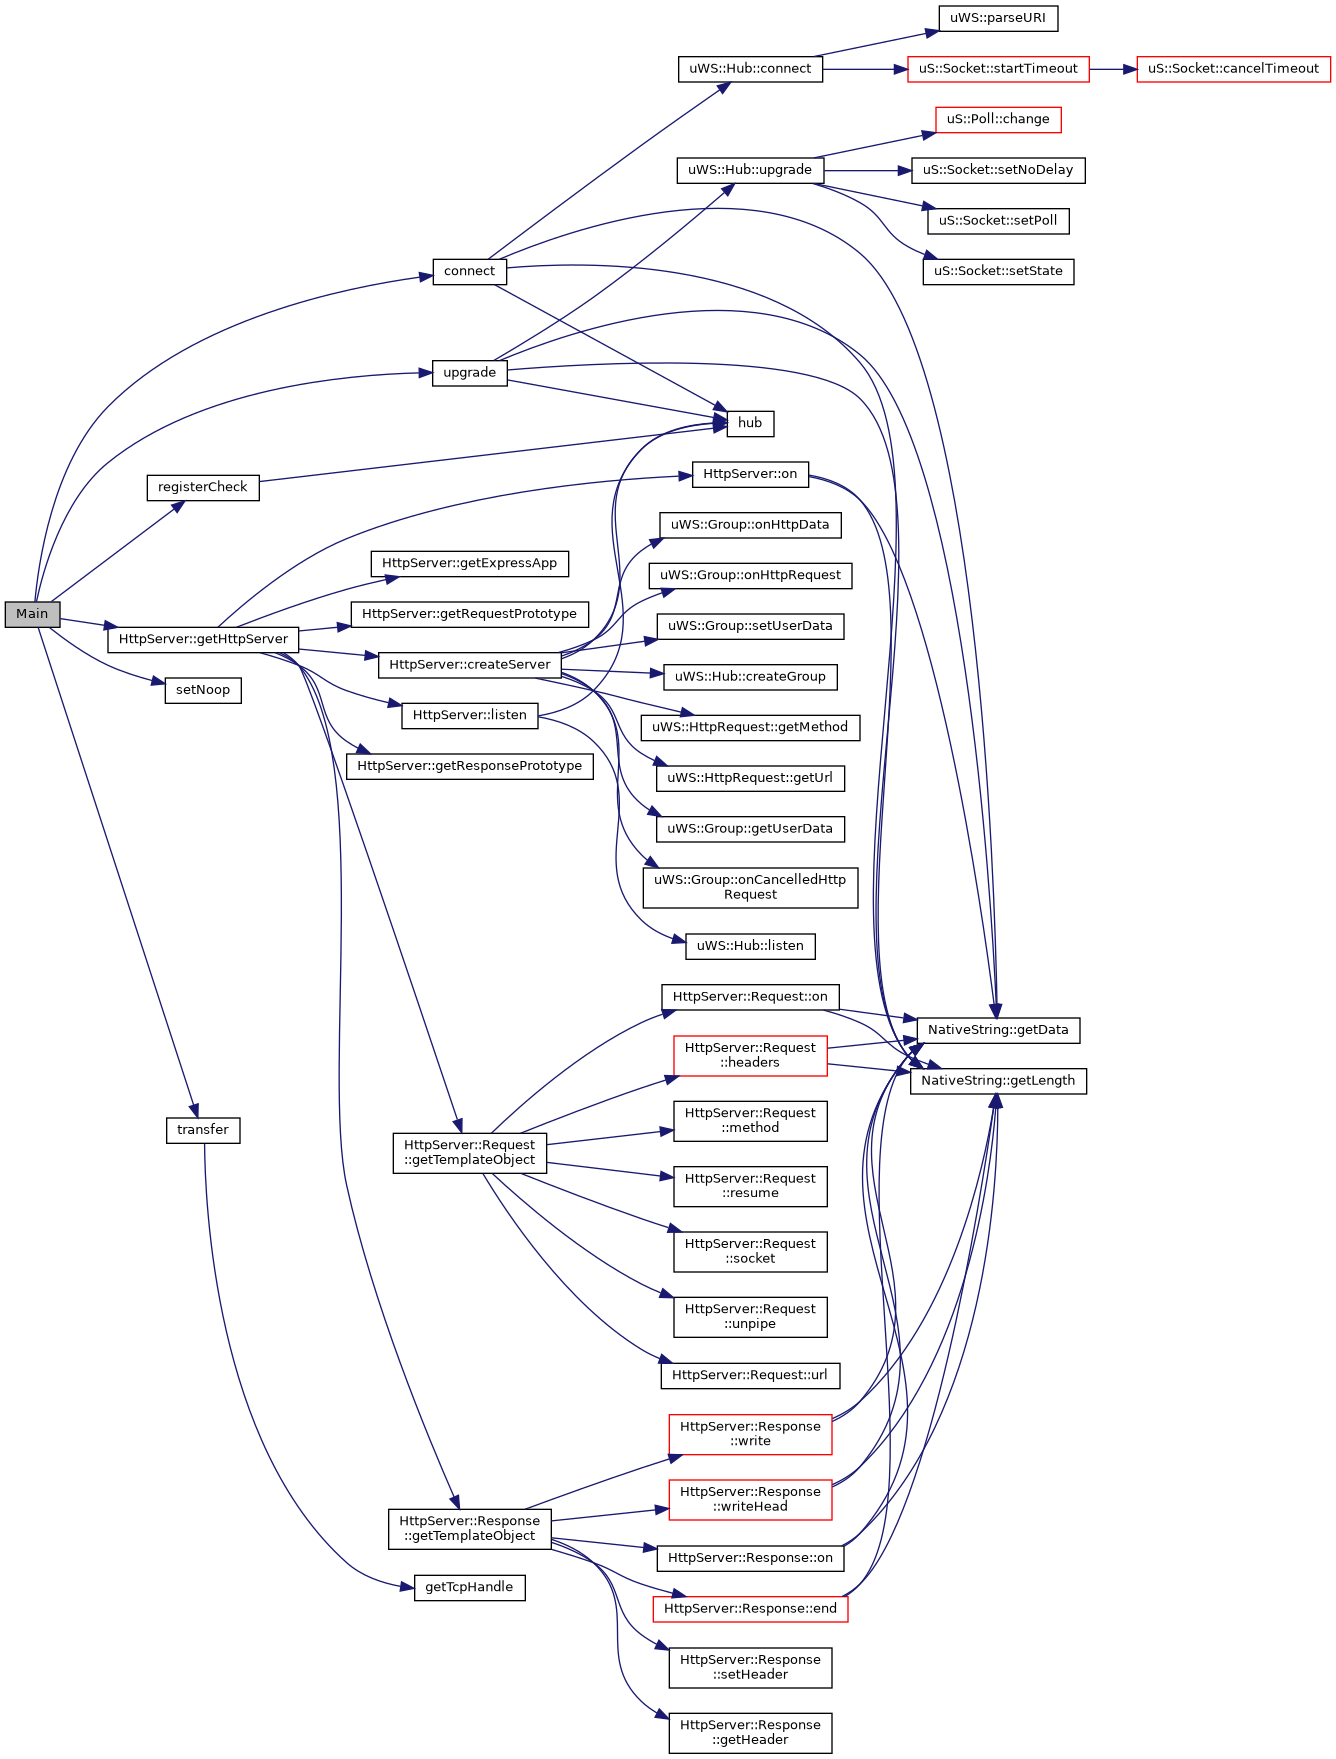 uWS::parseURI
uWS::Hub::connect
uS::Socket::startTimeout
uS::Socket::cancelTimeout
uS::Poll::change
uWS::Hub::upgrade
uS::Socket::setNoDelay
uS::Socket::setPoll
connect
uS::Socket::setState
upgrade
hub
HttpServer::on
registerCheck
uWS::Group::onHttpData
HttpServer::getExpressApp
uWS::Group::onHttpRequest
Main
HttpServer::getRequestPrototype
uWS::Group::setUserData
HttpServer::getHttpServer
HttpServer::createServer
uWS::Hub::createGroup
setNoop
HttpServer::listen
uWS::HttpRequest::getMethod
HttpServer::getResponsePrototype
uWS::HttpRequest::getUrl
uWS::Group::getUserData
uWS::Group::onCancelledHttp
Request
uWS::Hub::listen
HttpServer::Request::on
NativeString::getData
HttpServer::Request
::headers
NativeString::getLength
HttpServer::Request
::method
transfer
HttpServer::Request
::getTemplateObject
HttpServer::Request
::resume
HttpServer::Request
::socket
HttpServer::Request
::unpipe
HttpServer::Request::url
HttpServer::Response
::write
HttpServer::Response
::writeHead
HttpServer::Response
::getTemplateObject
HttpServer::Response::on
getTcpHandle
HttpServer::Response::end
HttpServer::Response
::setHeader
HttpServer::Response
::getHeader